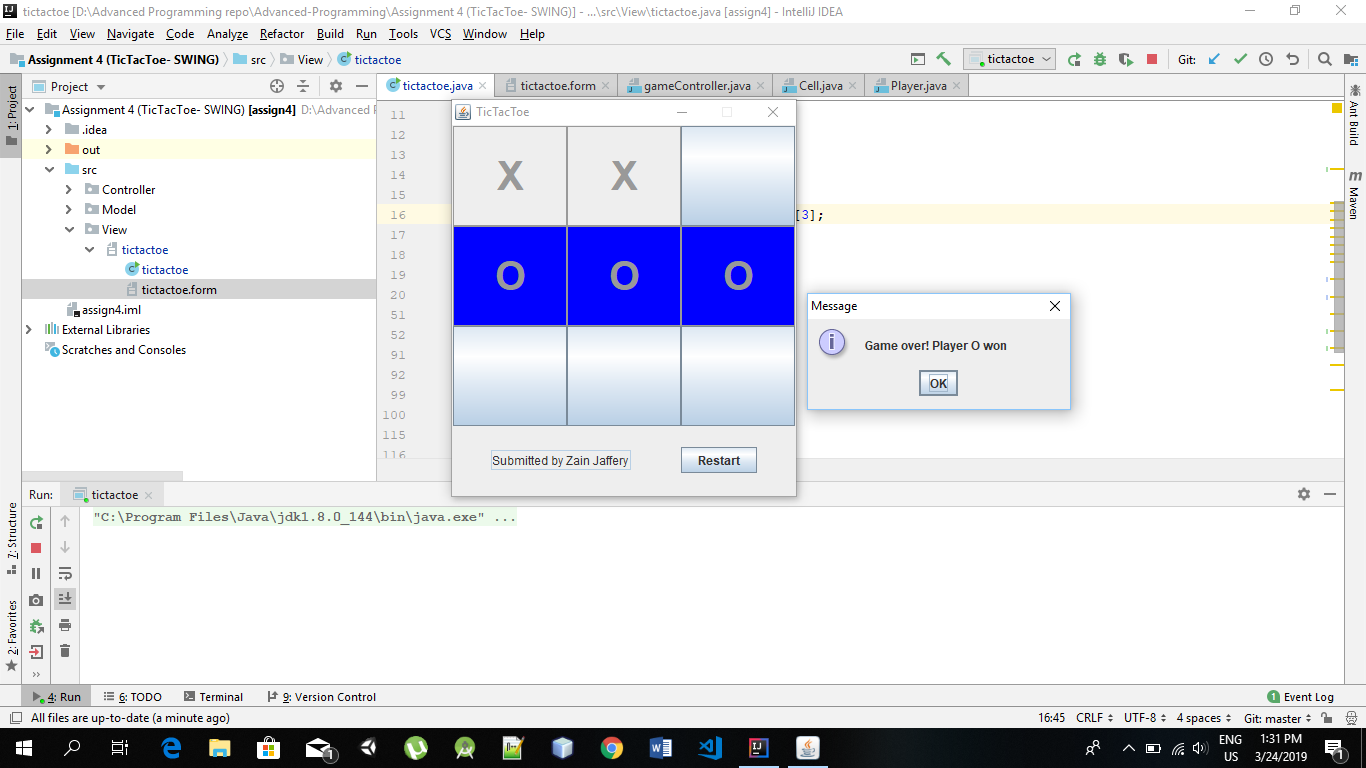 tictactoe [D:\Advanced Programming repo\Advanced-Programming\Assignment 4 (TicTacToe- SWING)] - ...\src\View\tictactoe.java [assign4] - IntelliJ IDEA
File Edit View Navigate Code Analyze Refactor Build Run Tools VCS Window Help
Assignment 4 (TicTacToe- SWING) src View tictactoe tictactoe Git:
Project
tictactoe.java tictactoe.form gameController.java Cell.java Player.java
1: Project
Assignment 4 (TicTacToe- SWING) [assign4] D:\Advanced
.idea
out
src
Controller
Model
View
tictactoe
tictactoe
tictactoe.form
assign4.iml
External Libraries
Scratches and Consoles
11
12
13
14
15
16 [3];
17
18
19
20
51
52
91
92
99
100
115
116
TicTacToe
X X
O O O
Submitted by Zain Jaffery Restart
Message
Game over! Player O won
OK
Ant Build
Maven
Run: tictactoe
"C:\Program Files\Java\jdk1.8.0_144\bin\java.exe" ...
7: Structure
2: Favorites
4: Run 6: TODO Terminal 9: Version Control 1 Event Log
All files are up-to-date (a minute ago) 16:45 CRLF UTF-8 4 spaces Git: master
1 ENG 1:31 PM
US 3/24/2019 1